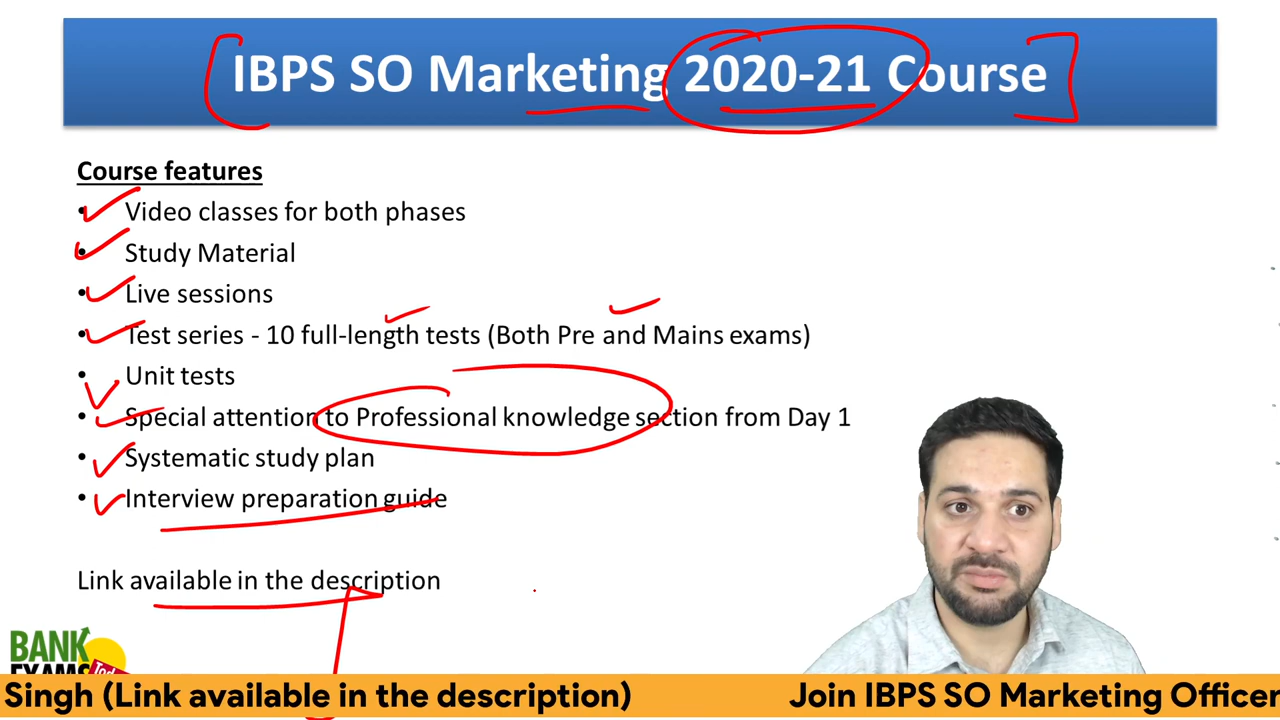 IBPS SO Marketing 2020-21 Course
Course features
• Video classes for both phases
• Study Material
• Live sessions
• Test series - 10 full-length tests (Both Pre and Mains exams)
• Unit tests
• Special attention to Professional knowledge section from Day 1
• Systematic study plan
• Interview preparation guide
Link available in the description
BANK
EXAMS Today
Singh (Link available in the description) Join IBPS SO Marketing Officer